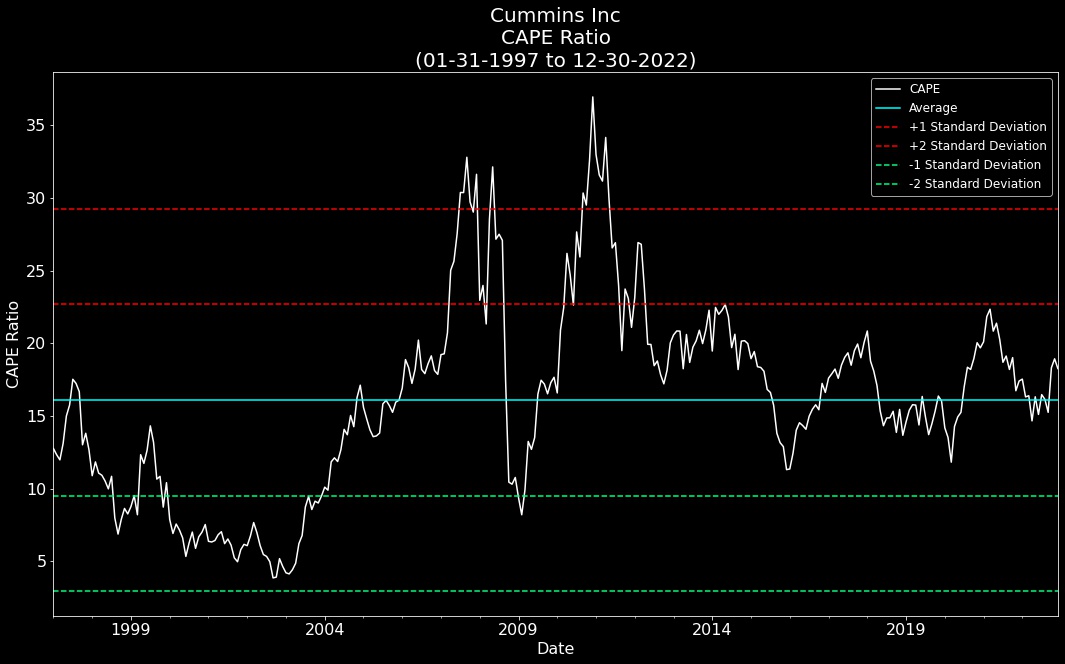 Cummins Inc
CAPE Ratio
(01-31-1997 to 12-30-2022)
CAPE
Average
+1 Standard Deviation
+2 Standard Deviation
-1 Standard Deviation
-2 Standard Deviation
CAPE Ratio
35
30
25
20
15
10
5
1999
2004
2009
2014
2019
Date